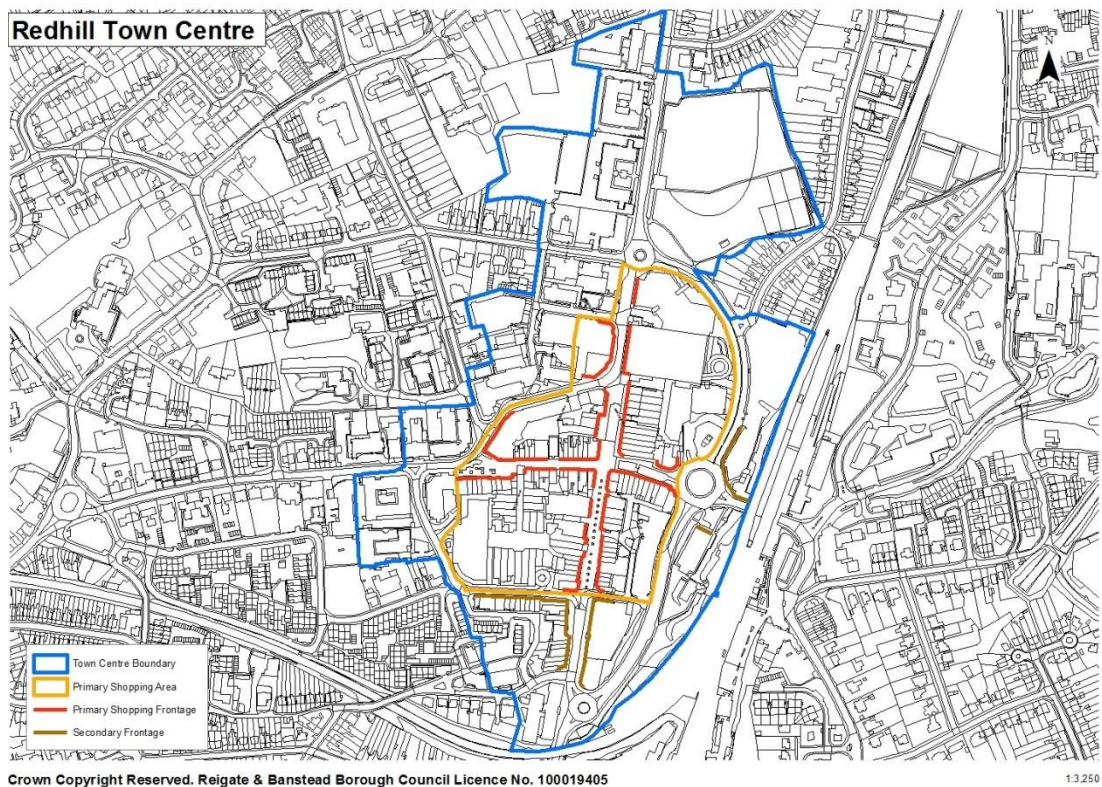 Redhill Town Centre
N
Town Centre Boundary
Primary Shopping Area
Primary Shopping Frontage
Secondary Frontage
Crown Copyright Reserved. Reigate & Banstead Borough Council Licence No. 100019405
1:3,250